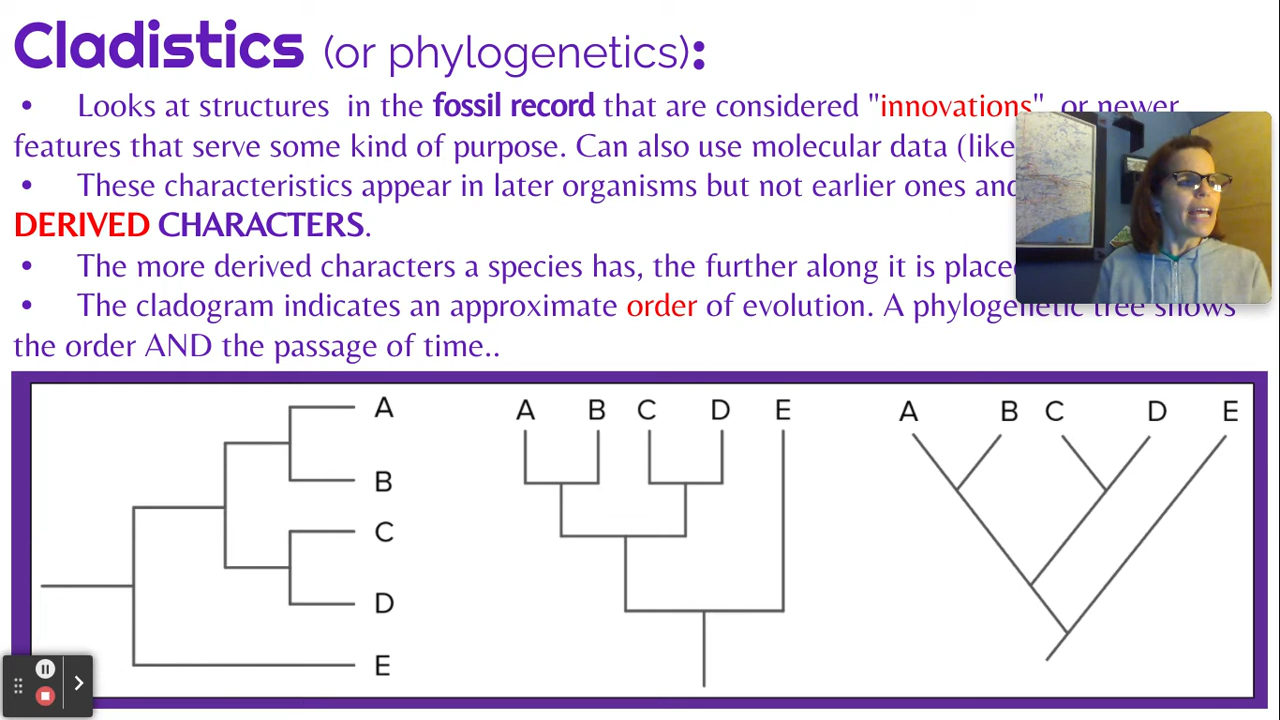 Cladistics (or phylogenetics):
• Looks at structures in the fossil record that are considered "innovations", or newer
features that serve some kind of purpose. Can also use molecular data (like
• These characteristics appear in later organisms but not earlier ones and
DERIVED CHARACTERS.
• The more derived characters a species has, the further along it is placed
• The cladogram indicates an approximate order of evolution. A phylogenetic tree shows
the order AND the passage of time..
A
B
C
D
E
A B C D E
A B C D E